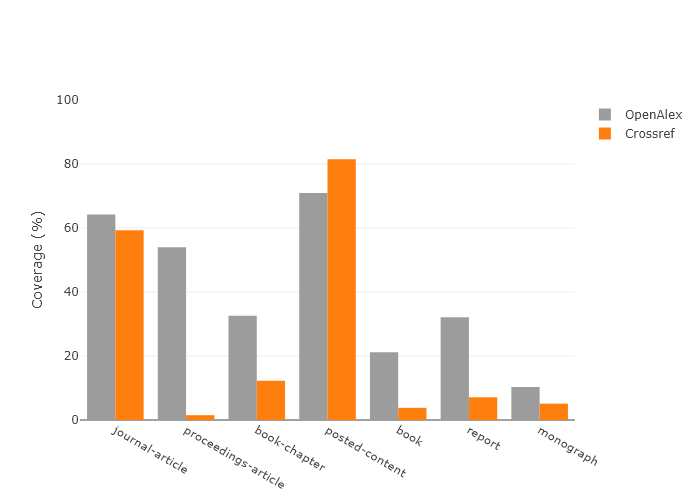 100
80
60
40
20
0
Coverage (%)
journal-article
proceedings-article
book-chapter
posted-content
book
report
monograph
OpenAlex
Crossref